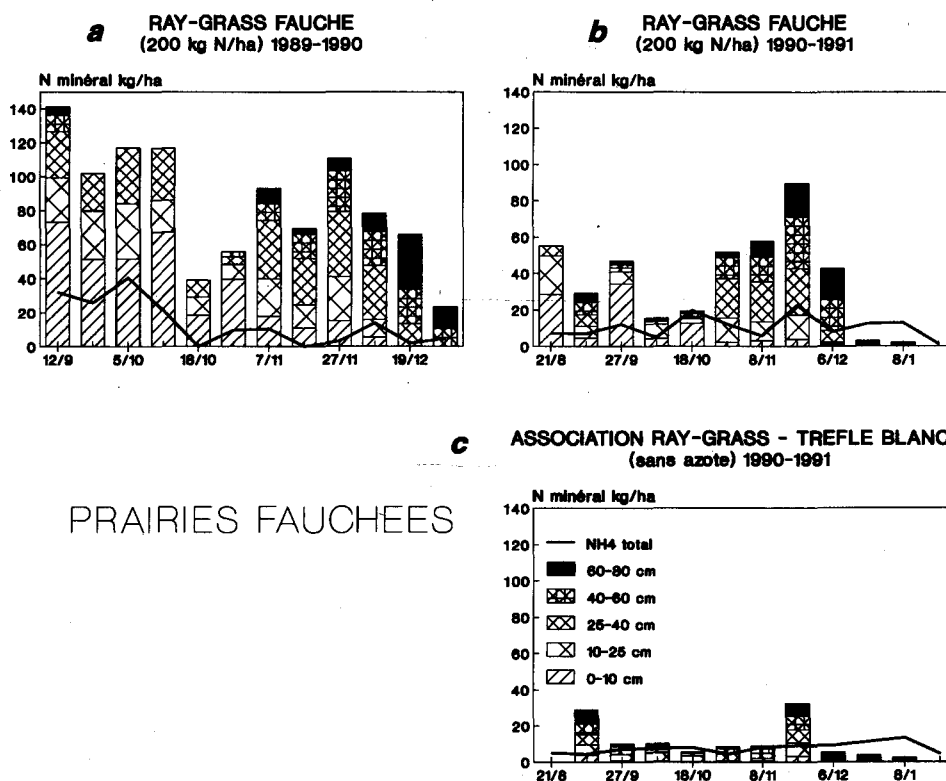 a RAY-GRASS FAUCHE
(200 kg N/ha) 1989-1990
N minéral kg/ha
140
120
100
80
60
40
20
0
12/9 5/10 18/10 7/11 27/11 19/12
b RAY-GRASS FAUCHE
(200 kg N/ha) 1990-1991
N minéral kg/ha
140
120
100
80
60
40
20
0
21/8 27/9 18/10 8/11 6/12 8/1
PRAIRIES FAUCHEES
c ASSOCIATION RAY-GRASS - TREFLE BLANC
(sans azote) 1990-1991
N minéral kg/ha
140
120
100
80
60
40
20
0
NH4 total
60-80 cm
40-60 cm
25-40 cm
10-25 cm
0-10 cm
21/8 27/9 18/10 8/11 6/12 8/1